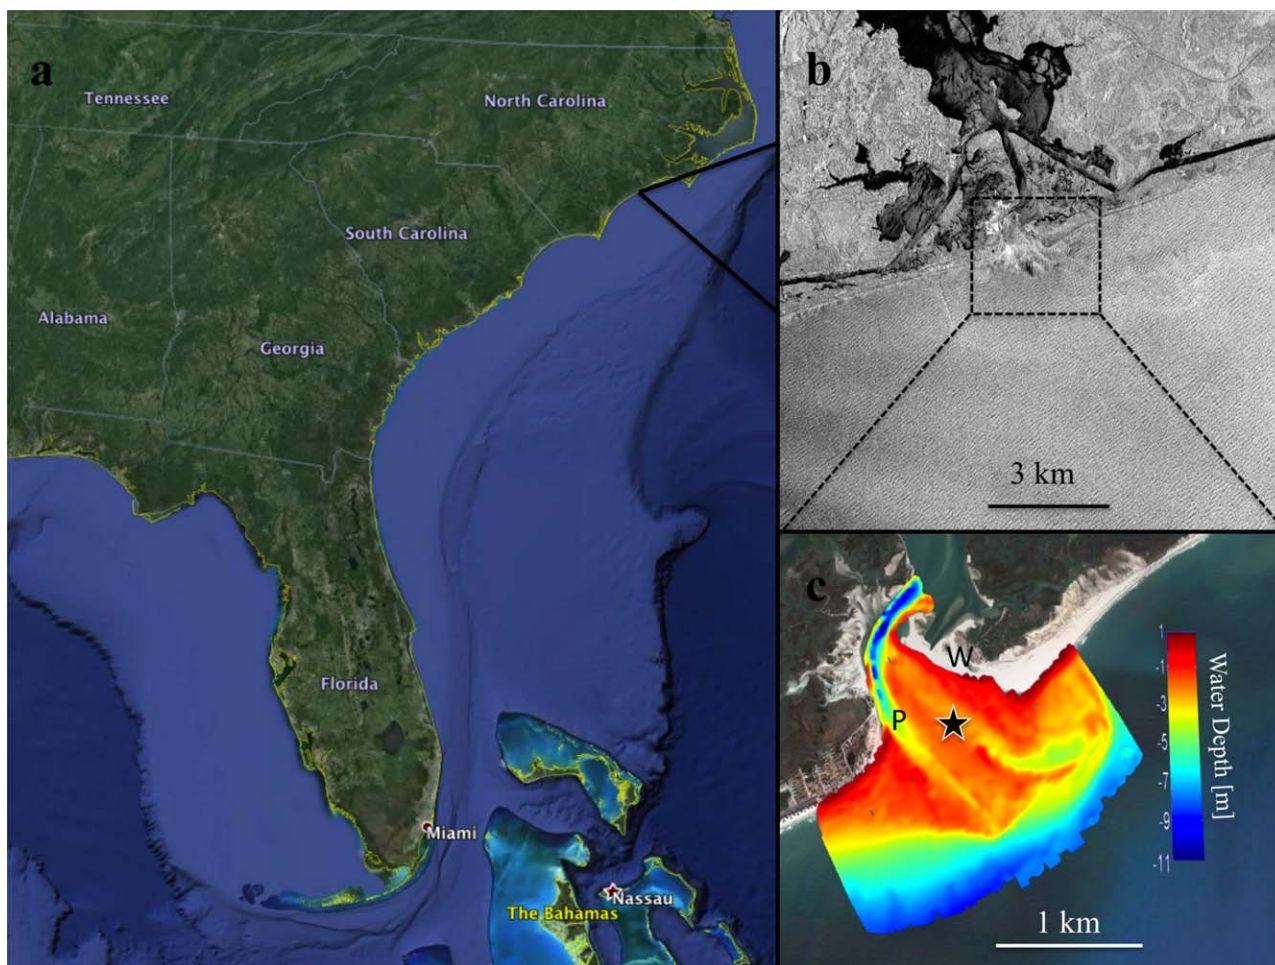 a
Tennessee
North Carolina
South Carolina
Alabama
Georgia
Florida
Miami
Nassau
The Bahamas
b
3 km
c
W
P
1
-1
-3
-5
-7
-9
-11
Water Depth [m]
1 km